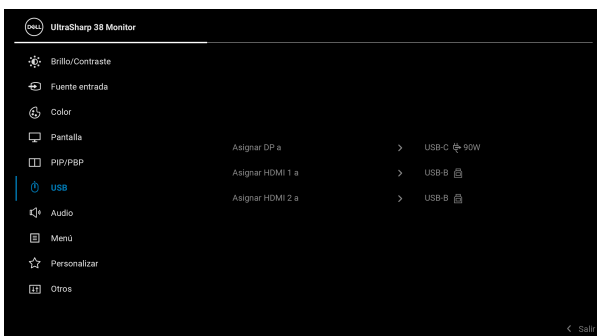 DELL UltraSharp 38 Monitor
Brillo/Contraste
Fuente entrada
Color
Pantalla
Asignar DP a USB-C 90W
PIP/PBP
Asignar HDMI 1 a USB-B
USB
Asignar HDMI 2 a USB-B
Audio
Menú
Personalizar
Otros
Salir